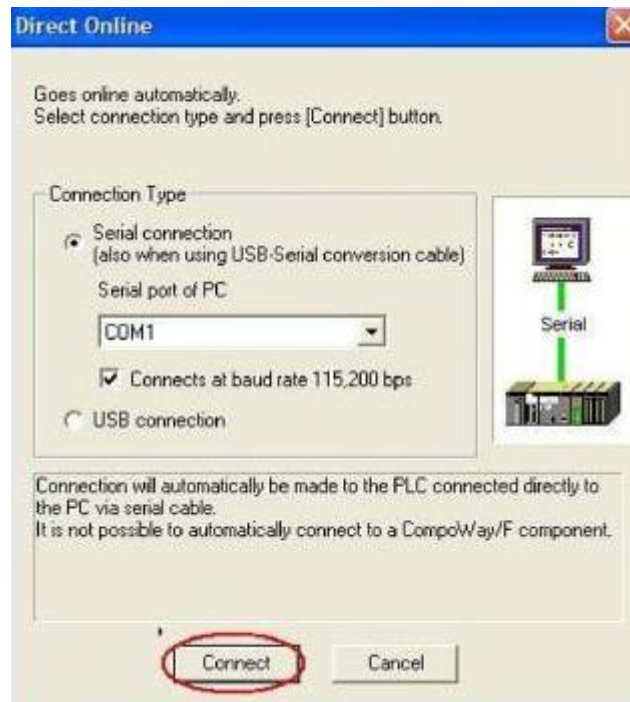 Direct Online
Goes online automatically.
Select connection type and press [Connect] button.
Connection Type
Serial connection
(also when using USB-Serial conversion cable)
Serial port of PC
COM1
Connects at baud rate 115,200 bps
USB connection
Serial
Connection will automatically be made to the PLC connected directly to
the PC via serial cable.
It is not possible to automatically connect to a CompoWay/F component.
Connect
Cancel